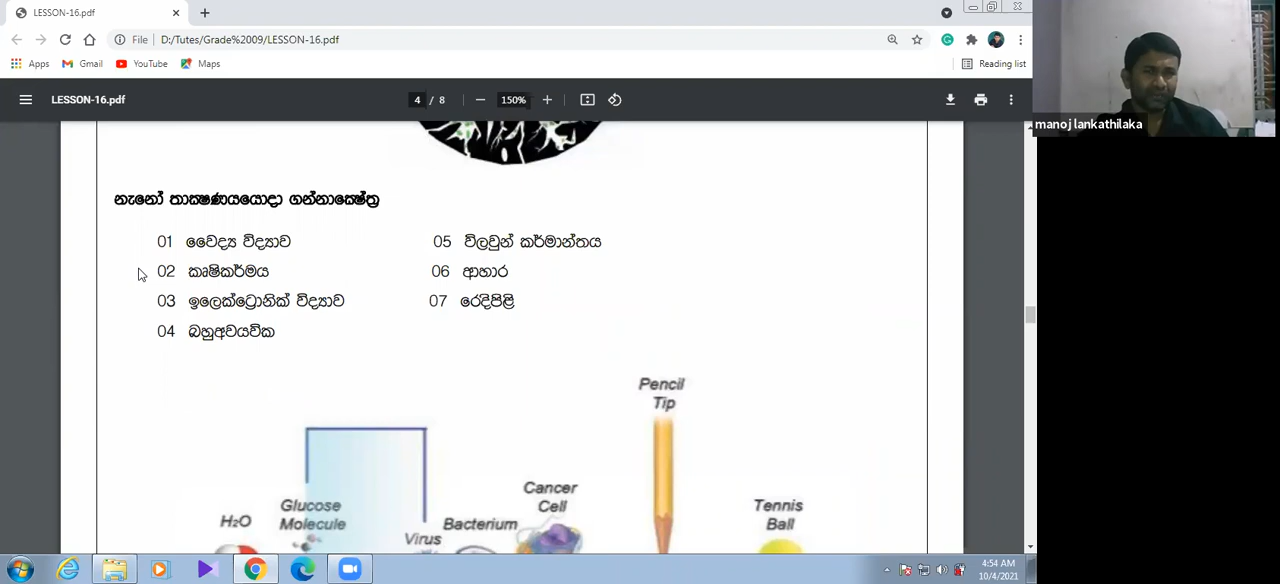 LESSON-16.pdf
File D:/Tutes/Grade%2009/LESSON-16.pdf
Apps Gmail YouTube Maps Reading list
LESSON-16.pdf 4 / 8 150%
manoj lankathilaka
නැනෝ තාක්‍ෂණයයොදා ගන්නාක්‍ෂේත්‍ර
01 වෛද්‍ය විද්‍යාව
02 කෘෂිකර්මය
03 ඉලෙක්ට්‍රොනික් විද්‍යාව
04 බහුඅවයවික
05 විලවුන් කර්මාන්තය
06 ආහාර
07 රෙදිපිළි
Pencil
Tip
Cancer
Cell
Glucose
Molecule
H₂O
Virus
Bacterium
Tennis
Ball
4:54 AM
10/4/2021